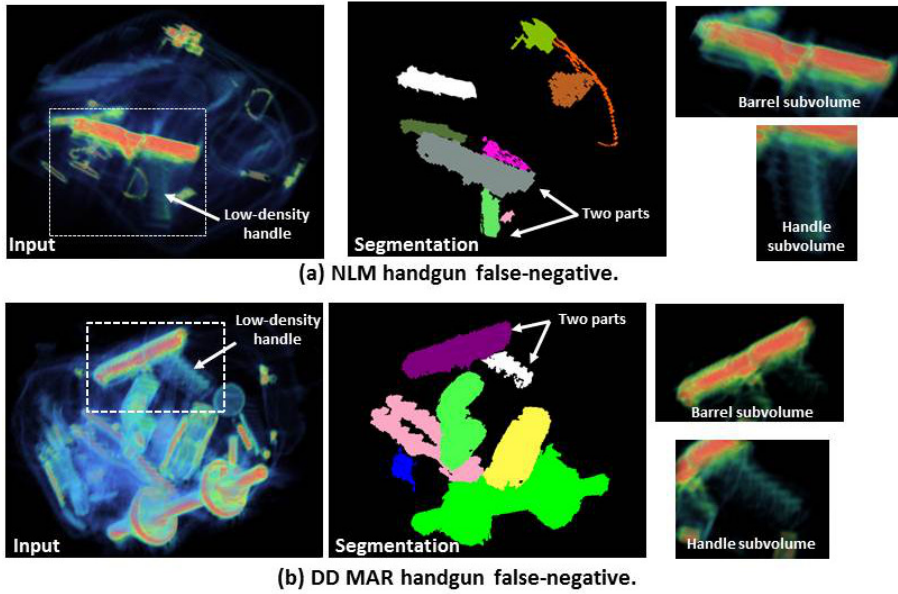 Barrel subvolume
Low-density
handle
Two parts
Handle
subvolume
Input
Segmentation
(a) NLM handgun false-negative.
Low-density
handle
Two parts
Barrel subvolume
Handle subvolume
Input
Segmentation
(b) DD MAR handgun false-negative.